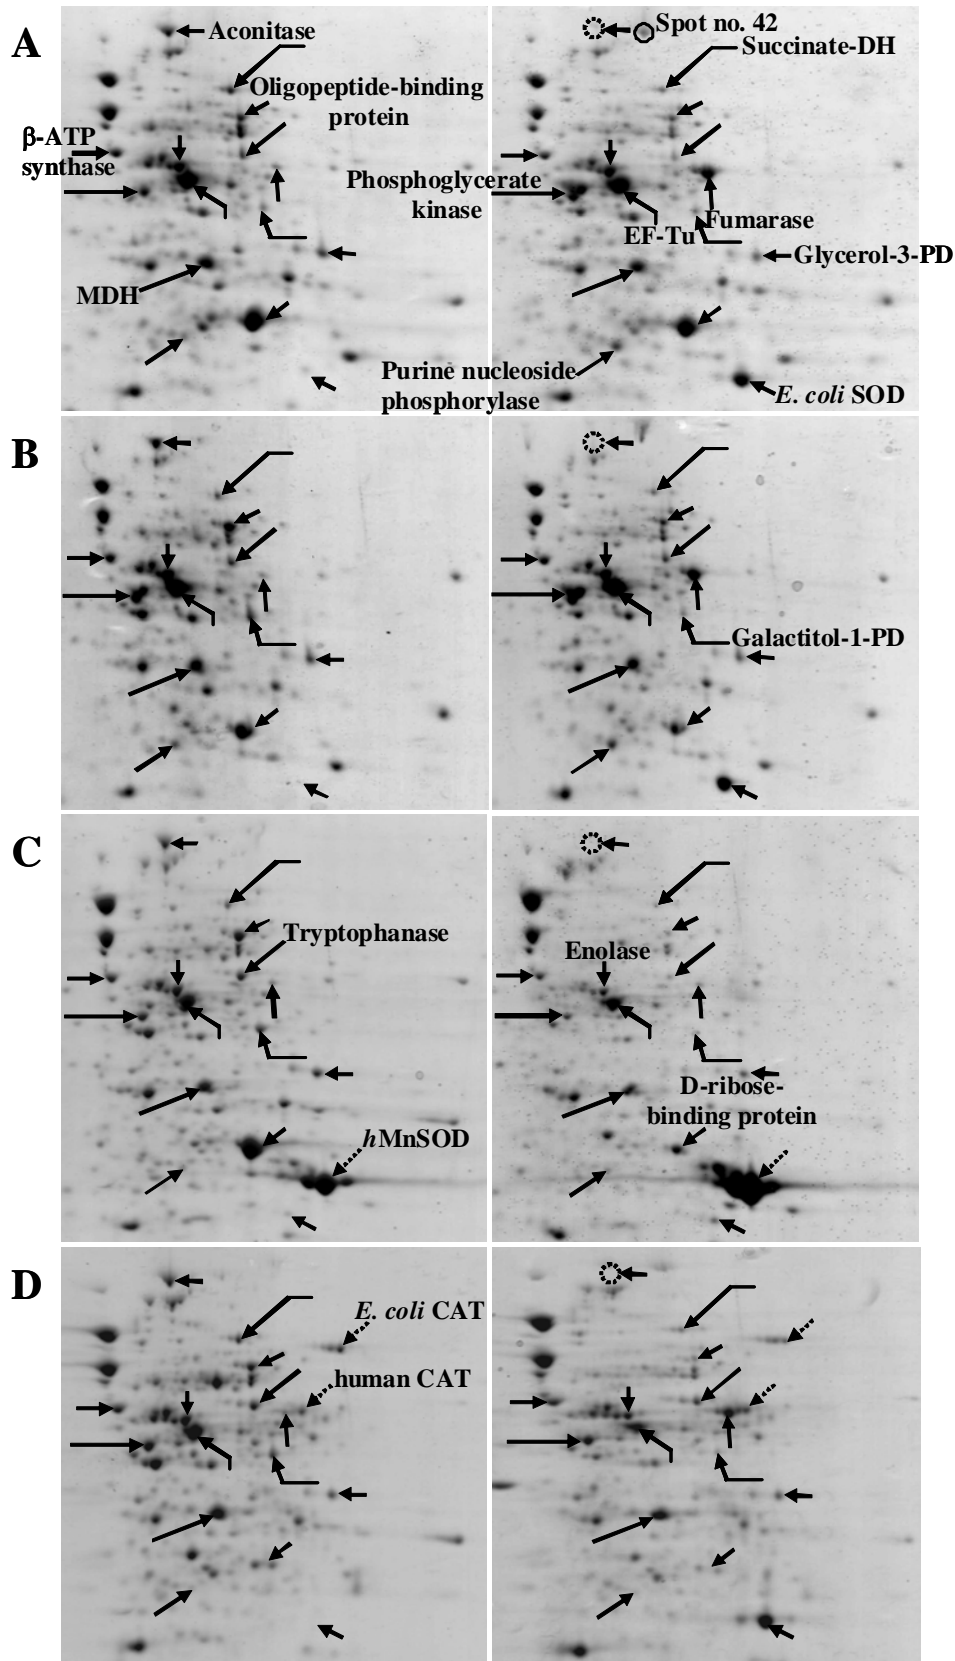 A
Aconitase
Spot no. 42
Succinate-DH
Oligopeptide-binding
protein
β-ATP
synthase
Phosphoglycerate
kinase
Fumarase
EF-Tu
Glycerol-3-PD
MDH
Purine nucleoside
phosphorylase
E. coli SOD
B
Galactitol-1-PD
C
Tryptophanase
Enolase
D-ribose-
binding protein
hMnSOD
D
E. coli CAT
human CAT